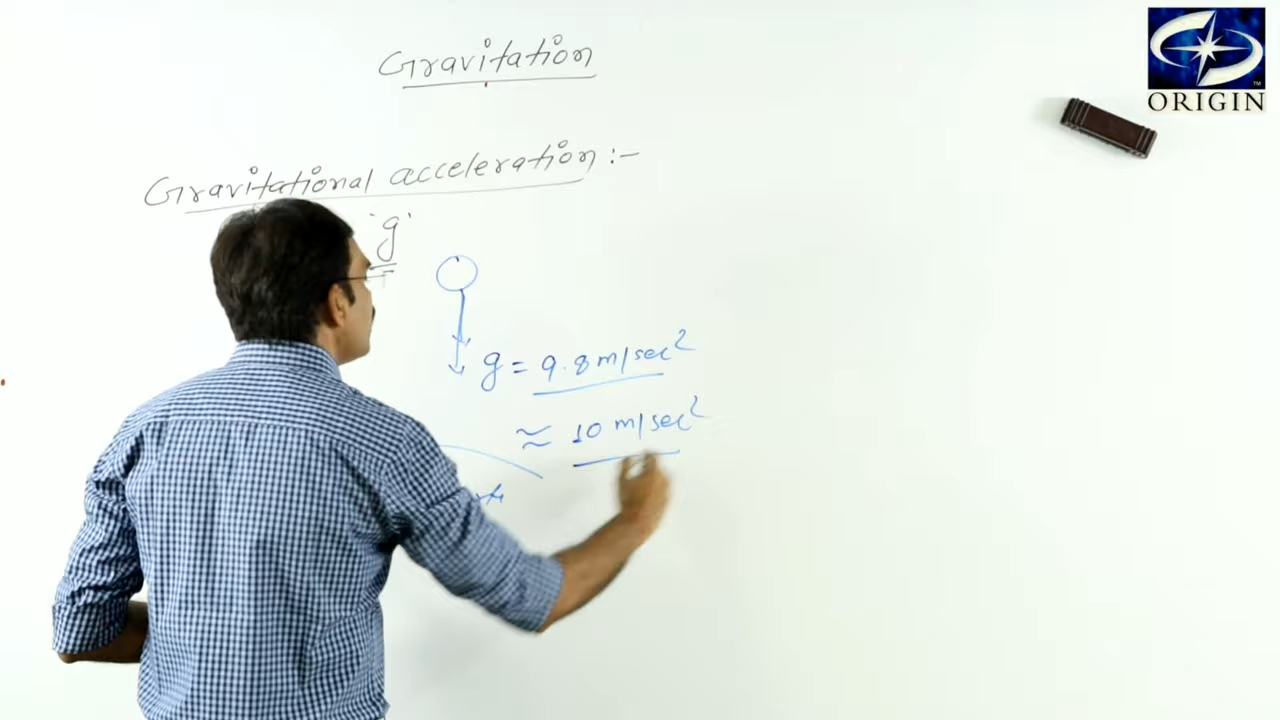 Gravitation
ORIGIN
Gravitational acceleration :-
'g'
g = 9.8 m/sec²
≈ 10 m/sec²